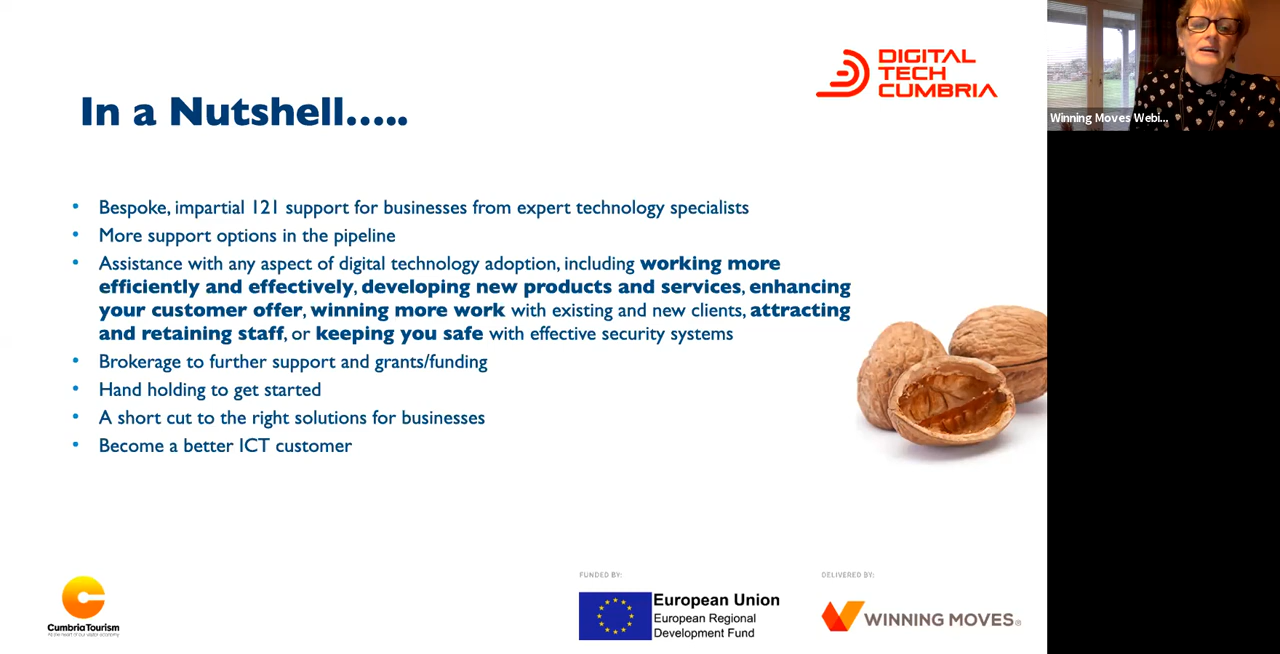 DIGITAL
TECH
CUMBRIA
In a Nutshell.....
• Bespoke, impartial 121 support for businesses from expert technology specialists
• More support options in the pipeline
• Assistance with any aspect of digital technology adoption, including working more
efficiently and effectively, developing new products and services, enhancing
your customer offer, winning more work with existing and new clients, attracting
and retaining staff, or keeping you safe with effective security systems
• Brokerage to further support and grants/funding
• Hand holding to get started
• A short cut to the right solutions for businesses
• Become a better ICT customer
Winning Moves Webi...
CumbriaTourism
FUNDED BY:
European Union
European Regional
Development Fund
DELIVERED BY:
WINNING MOVES®